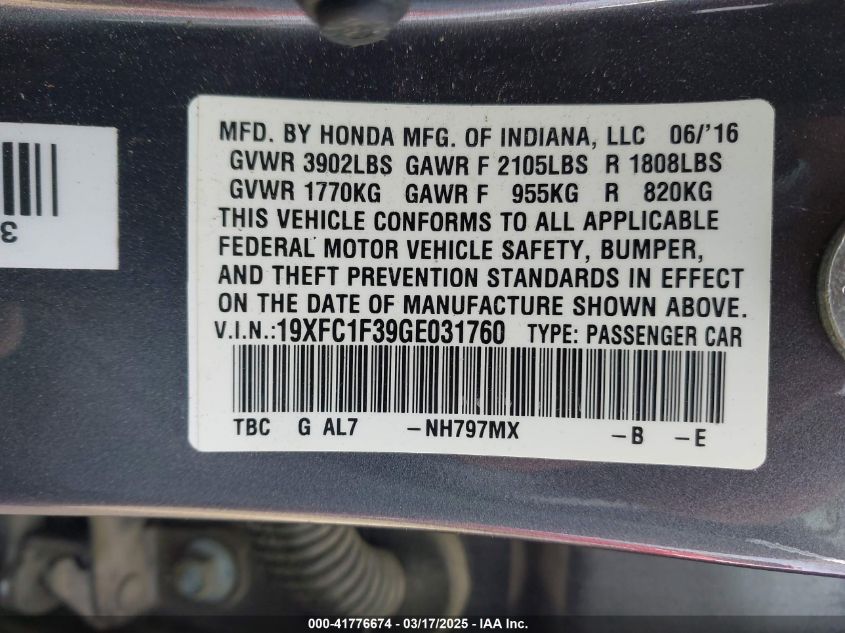 MFD. BY HONDA MFG. OF INDIANA, LLC 06/'16
GVWR 3902LBS GAWR F 2105LBS R 1808LBS
GVWR 1770KG GAWR F 955KG R 820KG
THIS VEHICLE CONFORMS TO ALL APPLICABLE
FEDERAL MOTOR VEHICLE SAFETY, BUMPER,
AND THEFT PREVENTION STANDARDS IN EFFECT
ON THE DATE OF MANUFACTURE SHOWN ABOVE.
V.I.N.:19XFC1F39GE031760 TYPE: PASSENGER CAR
TBC G AL7 -NH797MX -B -E
3
000-41776674 / 03/17/2025 - IAA Inc.